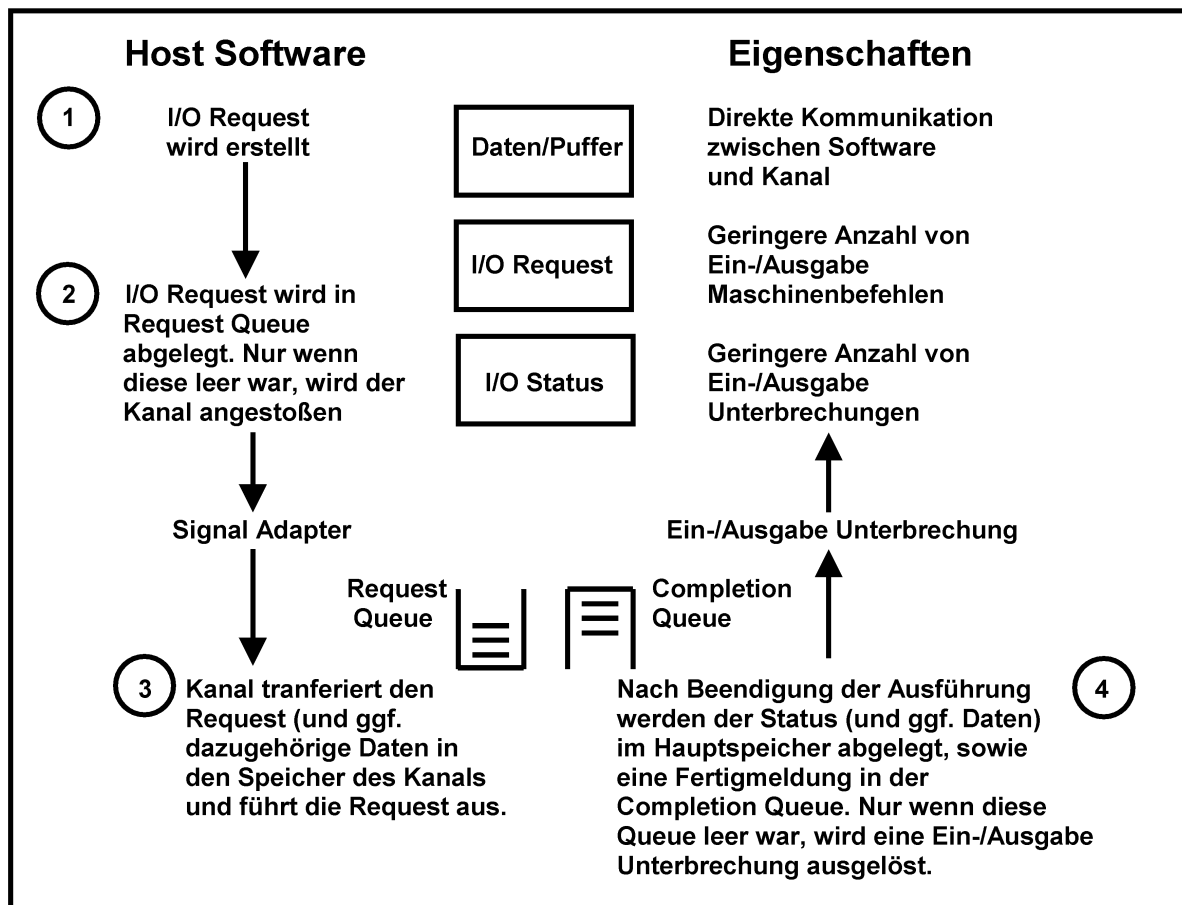 Host Software
Eigenschaften
1
I/O Request
wird erstellt
Daten/Puffer
Direkte Kommunikation
zwischen Software
und Kanal
I/O Request
Geringere Anzahl von
Ein-/Ausgabe
Maschinenbefehlen
2
I/O Request wird in
Request Queue
abgelegt. Nur wenn
diese leer war, wird der
Kanal angestoßen
I/O Status
Geringere Anzahl von
Ein-/Ausgabe
Unterbrechungen
Signal Adapter
Ein-/Ausgabe Unterbrechung
Request
Queue
Completion
Queue
3
Kanal tranferiert den
Request (und ggf.
dazugehörige Daten in
den Speicher des Kanals
und führt die Request aus.
Nach Beendigung der Ausführung
werden der Status (und ggf. Daten)
im Hauptspeicher abgelegt, sowie
eine Fertigmeldung in der
Completion Queue. Nur wenn diese
Queue leer war, wird eine Ein-/Ausgabe
Unterbrechung ausgelöst.
4